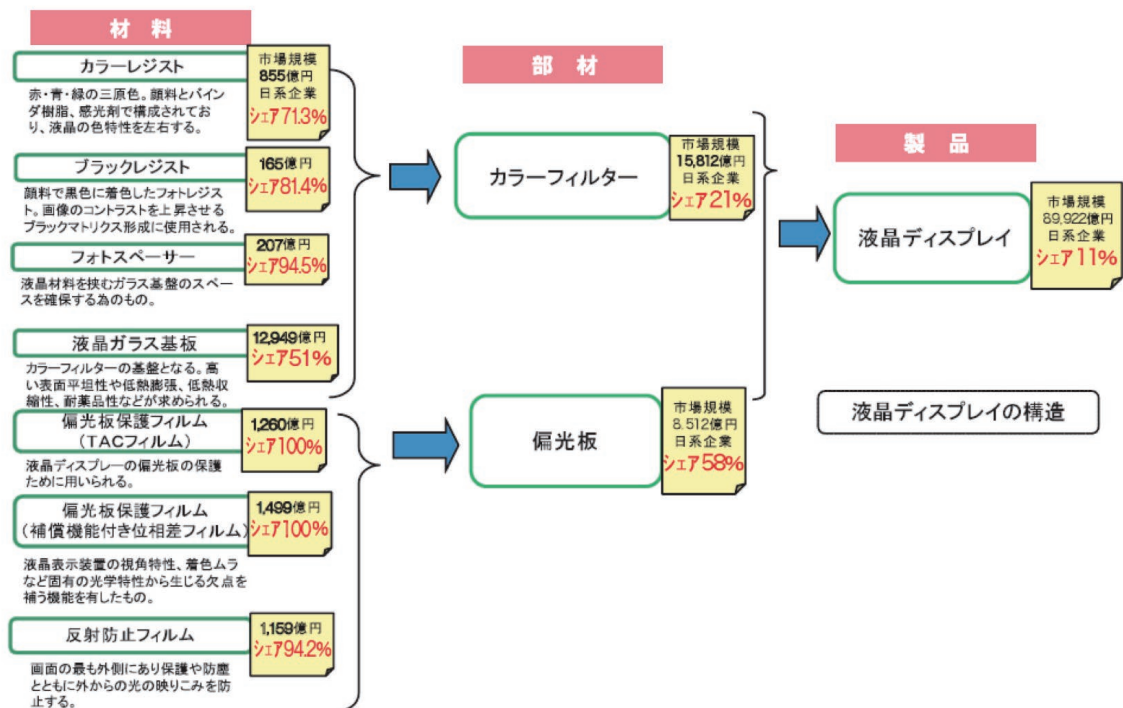 材 料
カラーレジスト
赤・青・緑の三原色。顔料とバイン
ダ樹脂、感光剤で構成されてお
り、液晶の色特性を左右する。
市場規模
855億円
日系企業
シェア71.3%
ブラックレジスト
顔料で黒色に着色したフォトレジス
ト。画像のコントラストを上昇させる
ブラックマトリクス形成に使用される。
165億円
シェア81.4%
フォトスペーサー
液晶材料を挟むガラス基盤のスペー
スを確保する為のもの。
207億円
シェア94.5%
液晶ガラス基板
カラーフィルターの基盤となる。高
い表面平坦性や低熱膨張、低熱収
縮性、耐薬品性などが求められる。
12,949億円
シェア51%
偏光板保護フィルム
(TACフィルム)
液晶ディスプレーの偏光板の保護
ために用いられる。
1,260億円
シェア100%
偏光板保護フィルム
(補償機能付き位相差フィルム)
液晶表示装置の視角特性、着色ムラ
など固有の光学特性から生じる欠点を
補う機能を有したもの。
1,499億円
シェア100%
反射防止フィルム
画面の最も外側にあり保護や防塵
とともに外からの光の映りこみを防
止する。
1,159億円
シェア94.2%
部 材
カラーフィルター
市場規模
15,812億円
日系企業
シェア21%
偏光板
市場規模
8,512億円
日系企業
シェア58%
製 品
液晶ディスプレイ
市場規模
89,922億円
日系企業
シェア11%
液晶ディスプレイの構造